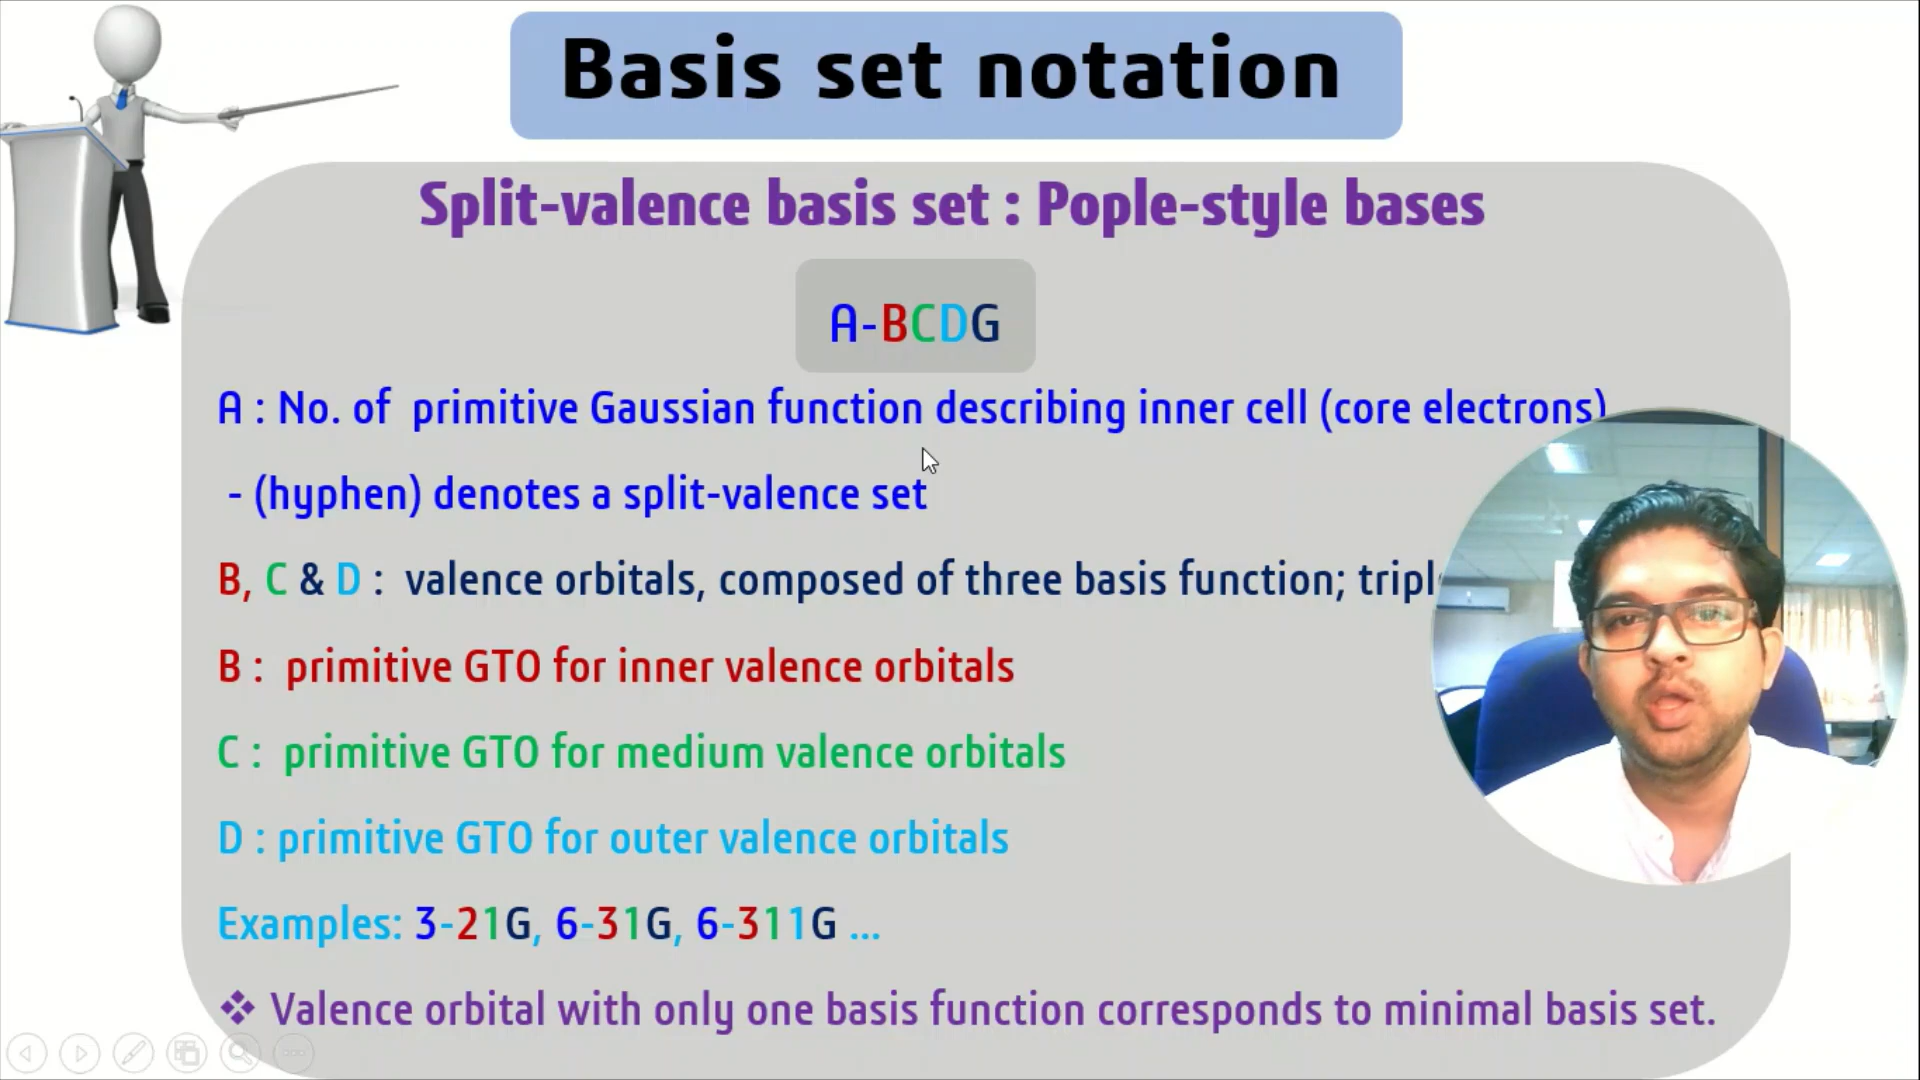 Basis set notation
Split-valence basis set : Pople-style bases
A-BCDG
A : No. of primitive Gaussian function describing inner cell (core electrons)
- (hyphen) denotes a split-valence set
B, C & D : valence orbitals, composed of three basis function;
B : primitive GTO for inner valence orbitals
C : primitive GTO for medium valence orbitals
D : primitive GTO for outer valence orbitals
Examples: 3-21G, 6-31G, 6-311G ...
❖ Valence orbital with only one basis function corresponds to minimal basis set.